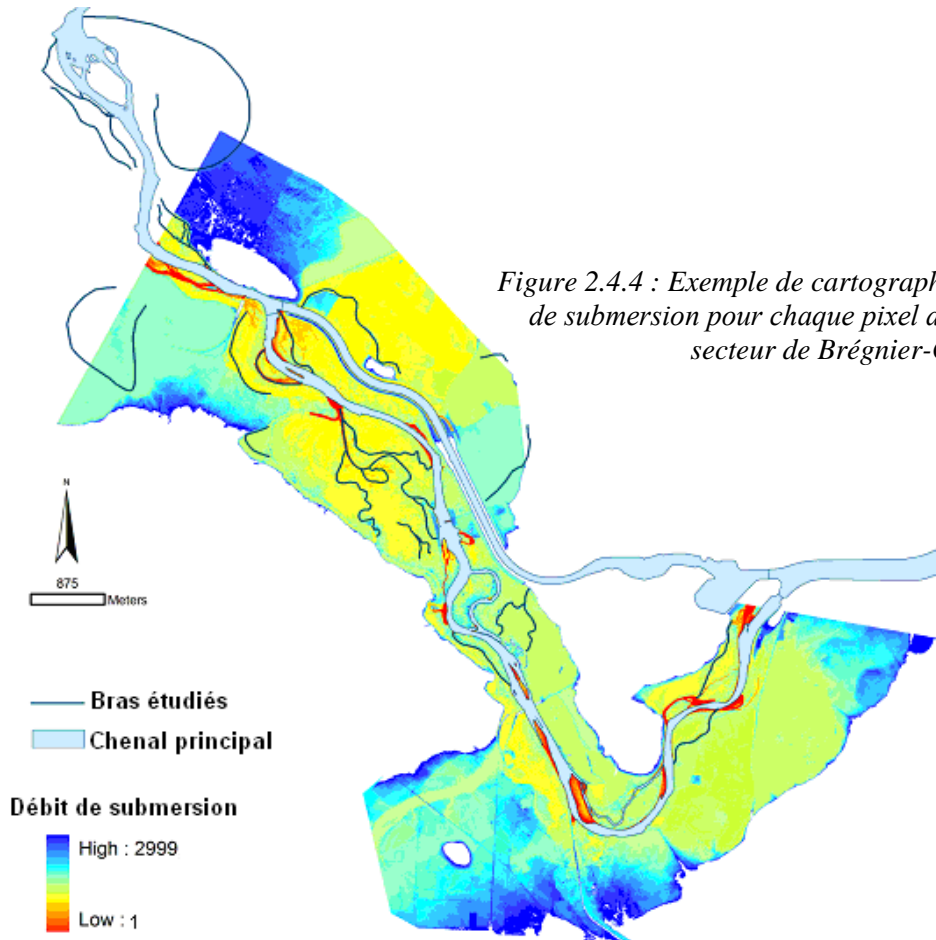 Figure 2.4.4 : Exemple de cartograph
de submersion pour chaque pixel d
secteur de Brégnier-C
N
875
Meters
Bras étudiés
Chenal principal
Débit de submersion
High : 2999
Low : 1